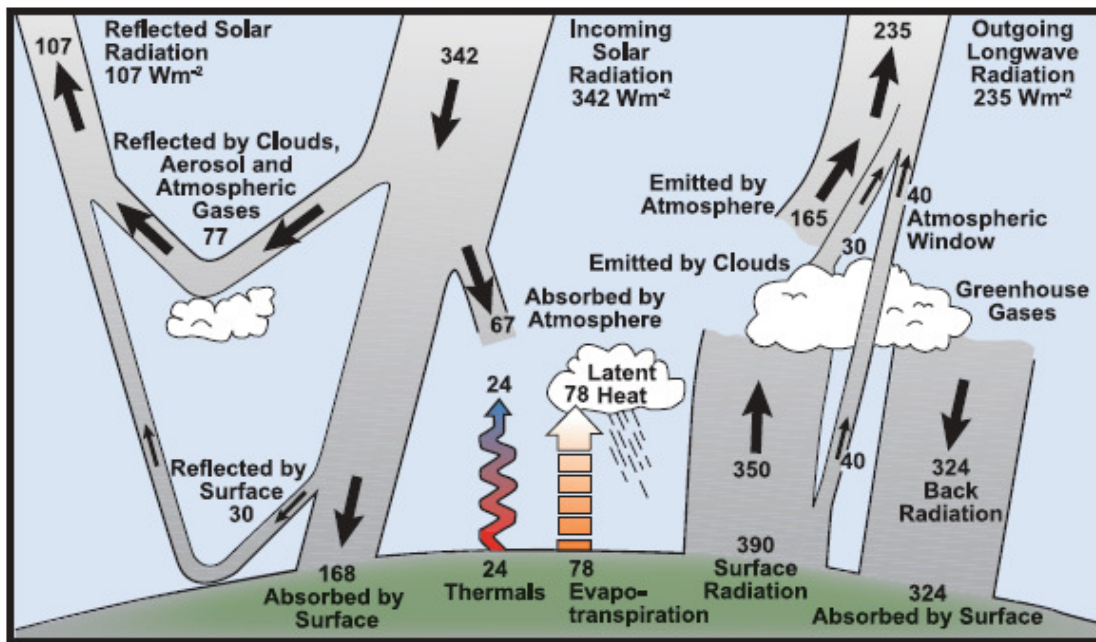 107
Reflected Solar
Radiation
107 Wm⁻²
342
Incoming
Solar
Radiation
342 Wm⁻²
235
Outgoing
Longwave
Radiation
235 Wm⁻²
Reflected by Clouds,
Aerosol and
Atmospheric
Gases
77
Emitted by
Atmosphere
165
40
Atmospheric
Window
30
Emitted by Clouds
Absorbed by
Atmosphere
67
Greenhouse
Gases
24
Latent
Heat
78
Reflected by
Surface
30
350
40
324
Back
Radiation
168
Absorbed by
Surface
24
Thermals
78
Evapo-
transpiration
390
Surface
Radiation
324
Absorbed by Surface